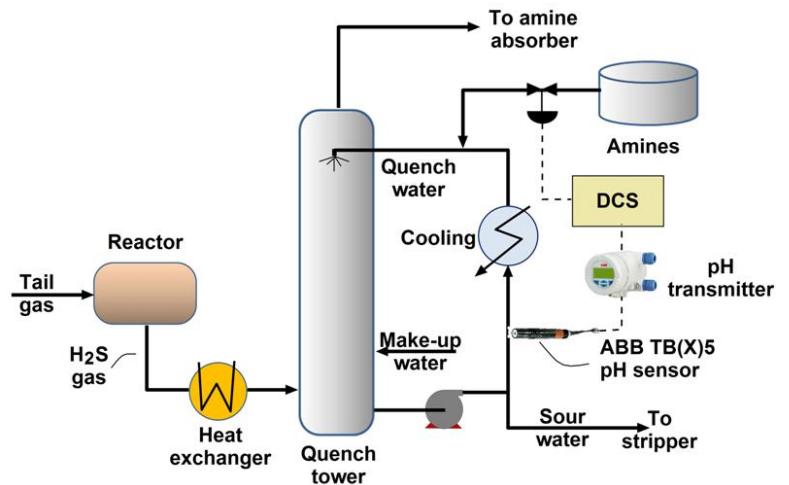 To amine
absorber
Amines
Quench
water
DCS
Cooling
Reactor
Tail
gas
pH
transmitter
H2S
gas
Make-up
water
ABB TB(X)5
pH sensor
Heat
exchanger
Sour
water
To
stripper
Quench
tower